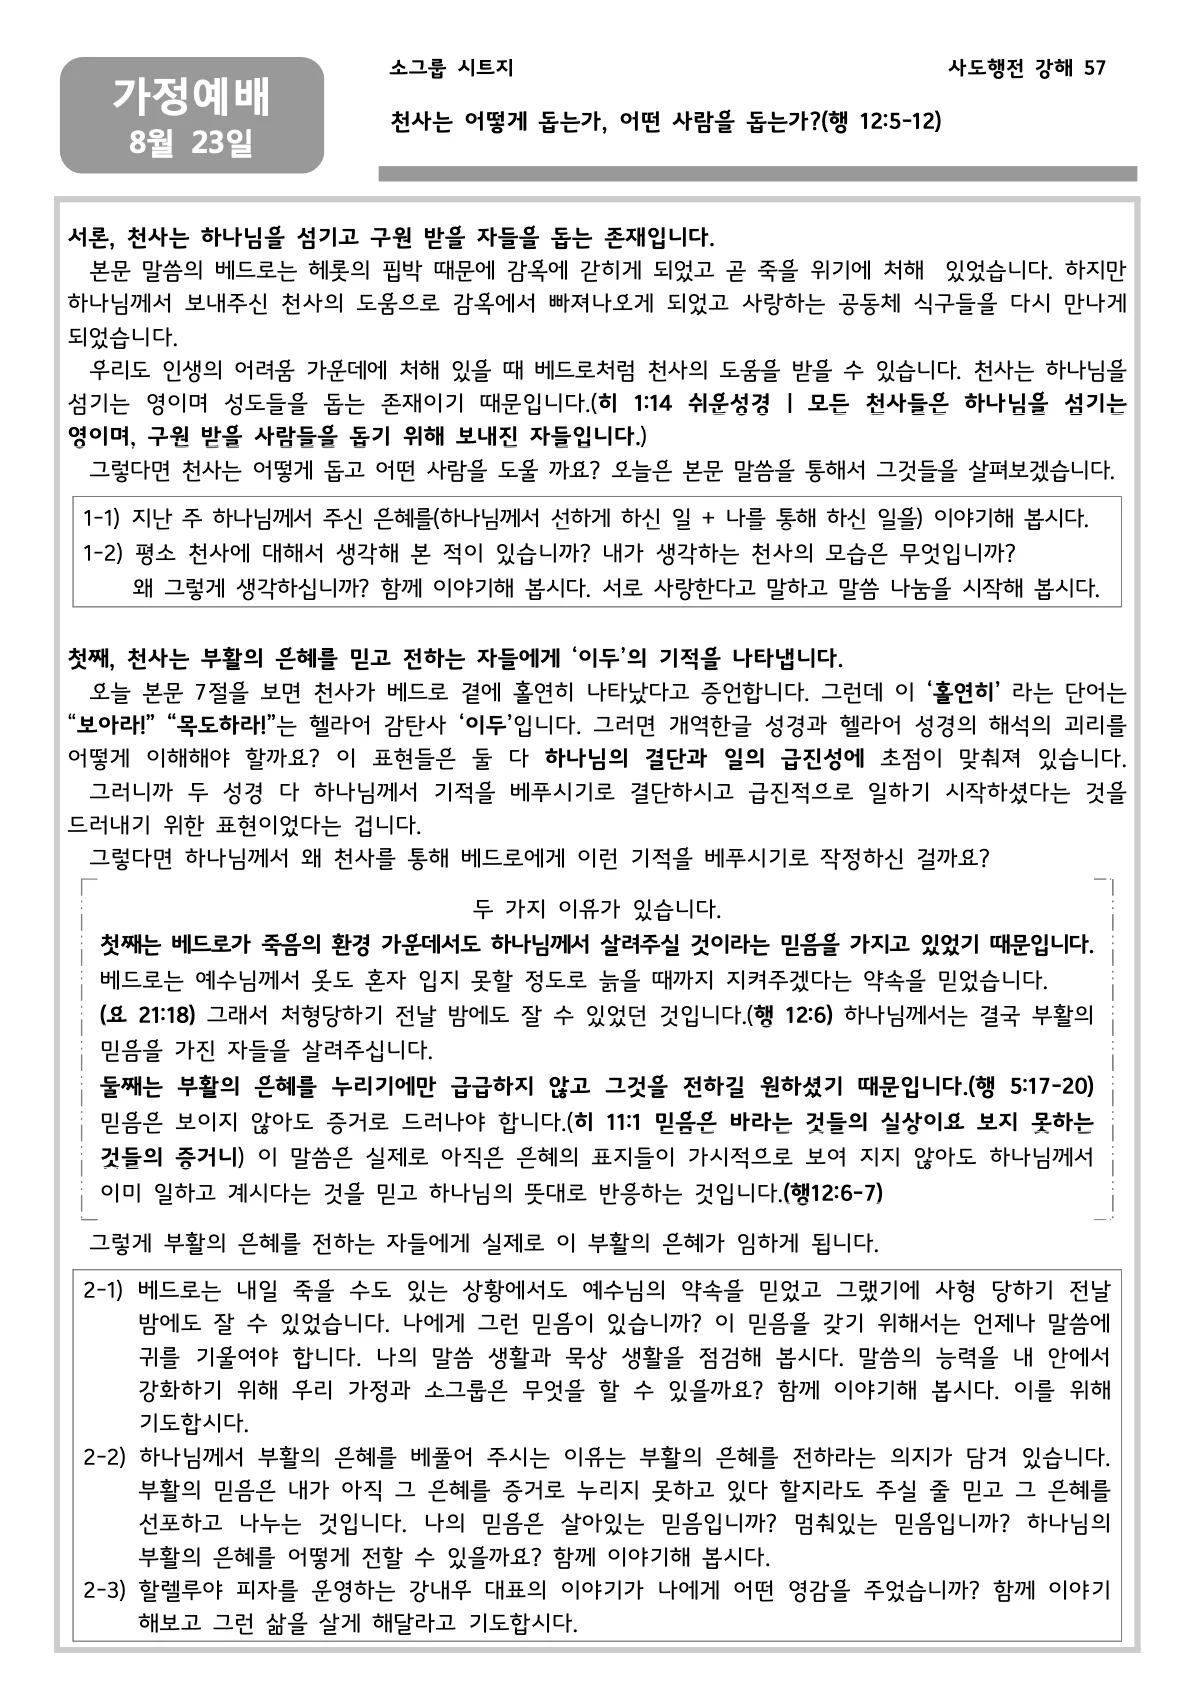 가정예배
8월 23일
소그룹 시트지
사도행전 강해 57
천사는 어떻게 돕는가, 어떤 사람을 돕는가?(행 12:5-12)
서론, 천사는 하나님을 섬기고 구원 받을 자들을 돕는 존재입니다.
본문 말씀의 베드로는 헤롯의 핍박 때문에 감옥에 갇히게 되었고 곧 죽을 위기에 처해 있었습니다. 하지만
하나님께서 보내주신 천사의 도움으로 감옥에서 빠져나오게 되었고 사랑하는 공동체 식구들을 다시 만나게
되었습니다.
우리도 인생의 어려움 가운데에 처해 있을 때 베드로처럼 천사의 도움을 받을 수 있습니다. 천사는 하나님을
섬기는 영이며 성도들을 돕는 존재이기 때문입니다.(히 1:14 쉬운성경 | 모든 천사들은 하나님을 섬기는
영이며, 구원 받을 사람들을 돕기 위해 보내진 자들입니다.)
그렇다면 천사는 어떻게 돕고 어떤 사람을 도울 까요? 오늘은 본문 말씀을 통해서 그것들을 살펴보겠습니다.
1-1) 지난 주 하나님께서 주신 은혜를(하나님께서 선하게 하신 일 + 나를 통해 하신 일을) 이야기해 봅시다.
1-2) 평소 천사에 대해서 생각해 본 적이 있습니까? 내가 생각하는 천사의 모습은 무엇입니까?
왜 그렇게 생각하십니까? 함께 이야기해 봅시다. 서로 사랑한다고 말하고 말씀 나눔을 시작해 봅시다.
첫째, 천사는 부활의 은혜를 믿고 전하는 자들에게 ‘이두’의 기적을 나타냅니다.
오늘 본문 7절을 보면 천사가 베드로 곁에 홀연히 나타났다고 증언합니다. 그런데 이 ‘홀연히’ 라는 단어는
“보아라!” “목도하라!”는 헬라어 감탄사 ‘이두’입니다. 그러면 개역한글 성경과 헬라어 성경의 해석의 괴리를
어떻게 이해해야 할까요? 이 표현들은 둘 다 하나님의 결단과 일의 급진성에 초점이 맞춰져 있습니다.
그러니까 두 성경 다 하나님께서 기적을 베푸시기로 결단하시고 급진적으로 일하기 시작하셨다는 것을
드러내기 위한 표현이었다는 겁니다.
그렇다면 하나님께서 왜 천사를 통해 베드로에게 이런 기적을 베푸시기로 작정하신 걸까요?
두 가지 이유가 있습니다.
첫째는 베드로가 죽음의 환경 가운데서도 하나님께서 살려주실 것이라는 믿음을 가지고 있었기 때문입니다.
베드로는 예수님께서 옷도 혼자 입지 못할 정도로 늙을 때까지 지켜주겠다는 약속을 믿었습니다.
(요 21:18) 그래서 처형당하기 전날 밤에도 잘 수 있었던 것입니다.(행 12:6) 하나님께서는 결국 부활의
믿음을 가진 자들을 살려주십니다.
둘째는 부활의 은혜를 누리기에만 급급하지 않고 그것을 전하길 원하셨기 때문입니다.(행 5:17-20)
믿음은 보이지 않아도 증거로 드러나야 합니다.(히 11:1 믿음은 바라는 것들의 실상이요 보지 못하는
것들의 증거니) 이 말씀은 실제로 아직은 은혜의 표지들이 가시적으로 보여 지지 않아도 하나님께서
이미 일하고 계시다는 것을 믿고 하나님의 뜻대로 반응하는 것입니다.(행12:6-7)
그렇게 부활의 은혜를 전하는 자들에게 실제로 이 부활의 은혜가 임하게 됩니다.
2-1) 베드로는 내일 죽을 수도 있는 상황에서도 예수님의 약속을 믿었고 그랬기에 사형 당하기 전날
밤에도 잘 수 있었습니다. 나에게 그런 믿음이 있습니까? 이 믿음을 갖기 위해서는 언제나 말씀에
귀를 기울여야 합니다. 나의 말씀 생활과 묵상 생활을 점검해 봅시다. 말씀의 능력을 내 안에서
강화하기 위해 우리 가정과 소그룹은 무엇을 할 수 있을까요? 함께 이야기해 봅시다. 이를 위해
기도합시다.
2-2) 하나님께서 부활의 은혜를 베풀어 주시는 이유는 부활의 은혜를 전하라는 의지가 담겨 있습니다.
부활의 믿음은 내가 아직 그 은혜를 증거로 누리지 못하고 있다 할지라도 주실 줄 믿고 그 은혜를
선포하고 나누는 것입니다. 나의 믿음은 살아있는 믿음입니까? 멈춰있는 믿음입니까? 하나님의
부활의 은혜를 어떻게 전할 수 있을까요? 함께 이야기해 봅시다.
2-3) 할렐루야 피자를 운영하는 강내우 대표의 이야기가 나에게 어떤 영감을 주었습니까? 함께 이야기
해보고 그런 삶을 살게 해달라고 기도합시다.